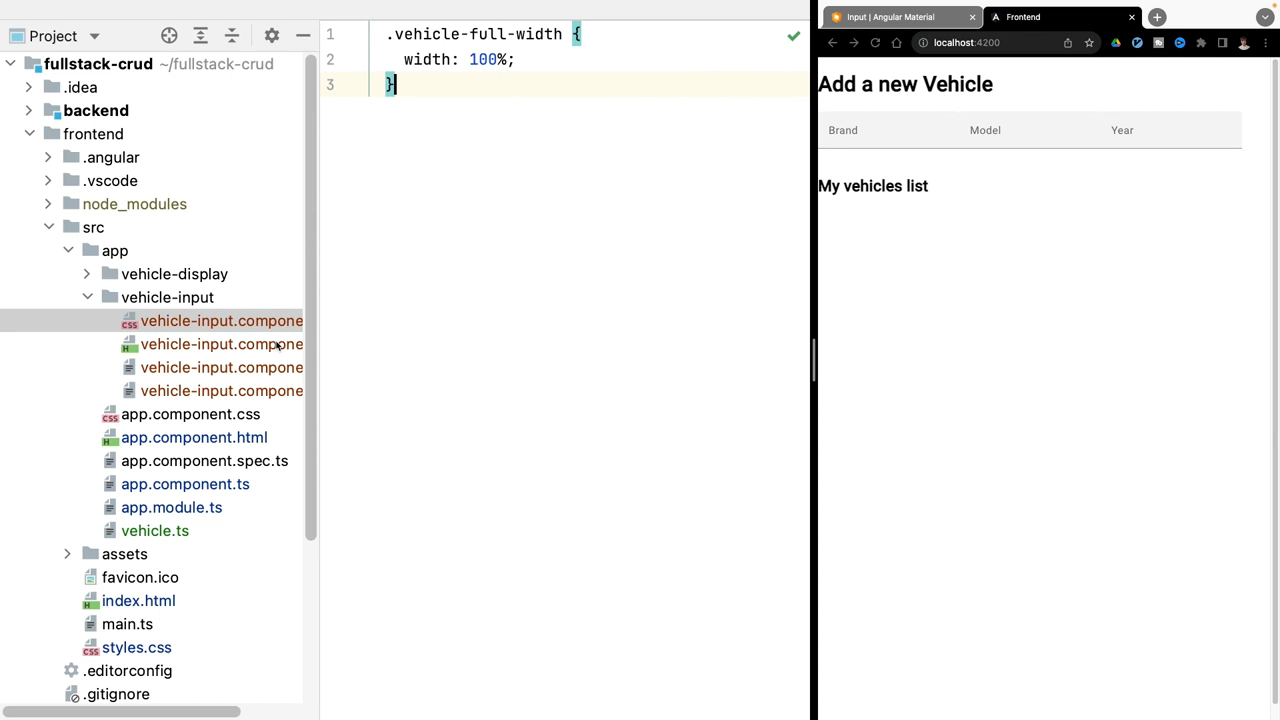 Project
fullstack-crud ~/fullstack-crud
.idea
backend
frontend
.angular
.vscode
node_modules
src
app
vehicle-display
vehicle-input
vehicle-input.compone
vehicle-input.compone
vehicle-input.compone
vehicle-input.compone
app.component.css
app.component.html
app.component.spec.ts
app.component.ts
app.module.ts
vehicle.ts
assets
favicon.ico
index.html
main.ts
styles.css
.editorconfig
.gitignore
1 .vehicle-full-width {
2 width: 100%;
3 }
Input | Angular Material
Frontend
localhost:4200
Add a new Vehicle
Brand Model Year
My vehicles list